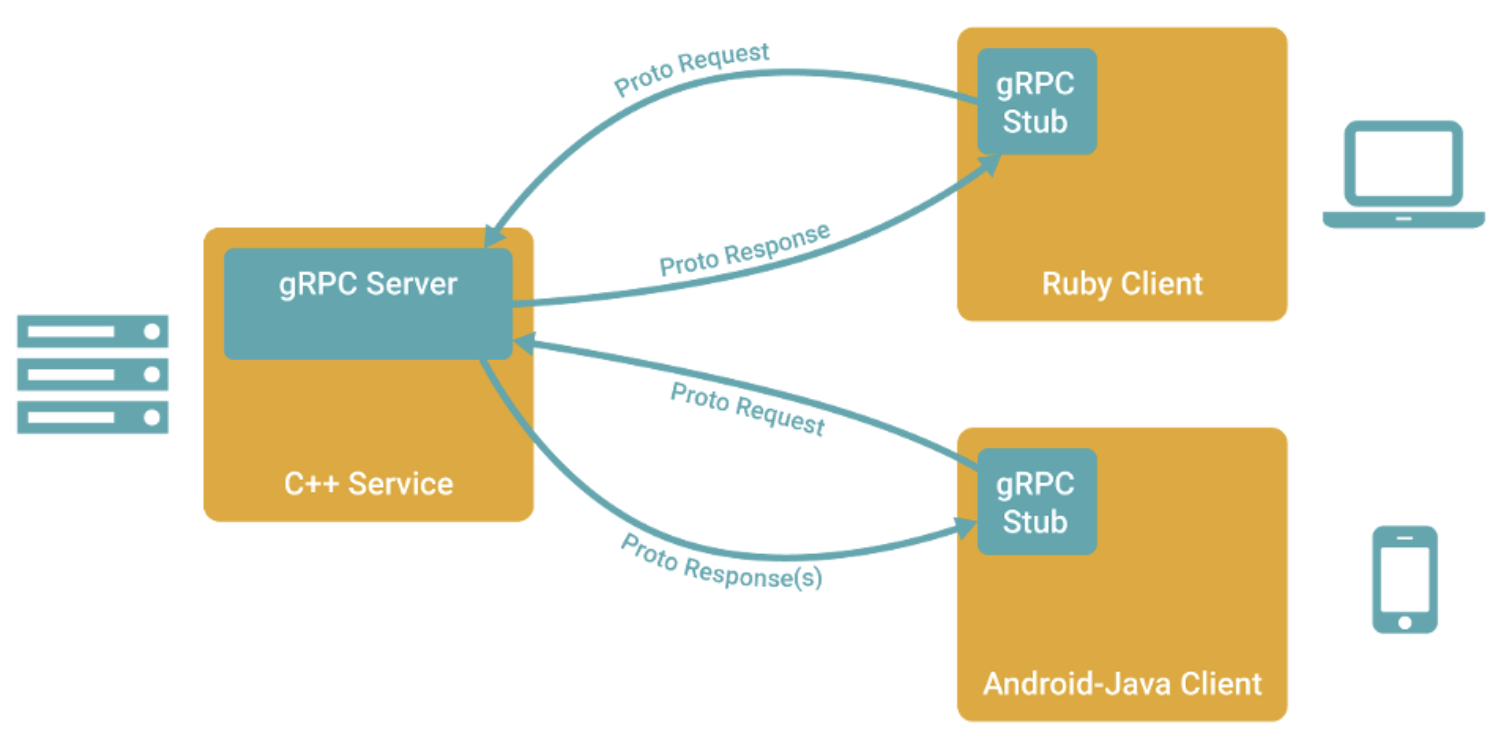 Proto Request
gRPC
Stub
Proto Response
Ruby Client
gRPC Server
C++ Service
Proto Request
gRPC
Stub
Proto Response(s)
Android-Java Client